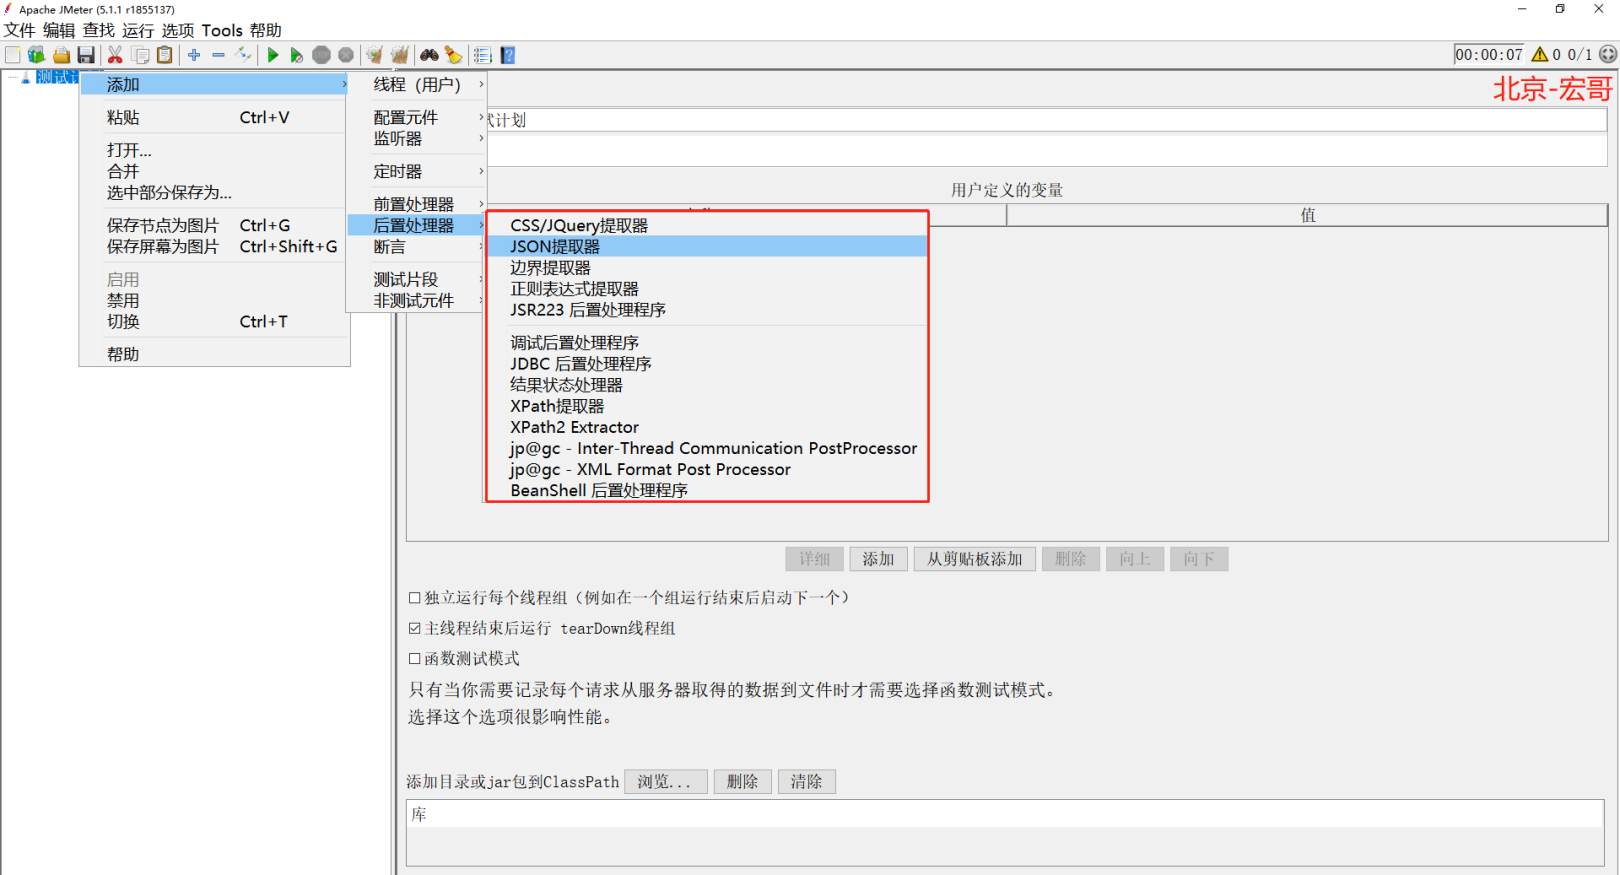 Apache JMeter (5.1.1 r1855137)
文件 编辑 查找 运行 选项 Tools 帮助
00:00:07 0 0/1
北京-宏哥
测试计
添加
粘贴 Ctrl+V
打开...
合并
选中部分保存为...
保存节点为图片 Ctrl+G
保存屏幕为图片 Ctrl+Shift+G
启用
禁用
切换 Ctrl+T
帮助
线程（用户）
配置元件
监听器
定时器
前置处理器
后置处理器
断言
测试片段
非测试元件
CSS/JQuery提取器
JSON提取器
边界提取器
正则表达式提取器
JSR223 后置处理程序
调试后置处理程序
JDBC 后置处理程序
结果状态处理器
XPath提取器
XPath2 Extractor
jp@gc - Inter-Thread Communication PostProcessor
jp@gc - XML Format Post Processor
BeanShell 后置处理程序
计划
用户定义的变量
值
详细 添加 从剪贴板添加 删除 向上 向下
独立运行每个线程组（例如在一个组运行结束后启动下一个）
主线程结束后运行 tearDown线程组
函数测试模式
只有当你需要记录每个请求从服务器取得的数据到文件时才需要选择函数测试模式。
选择这个选项很影响性能。
添加目录或jar包到ClassPath 浏览... 删除 清除
库